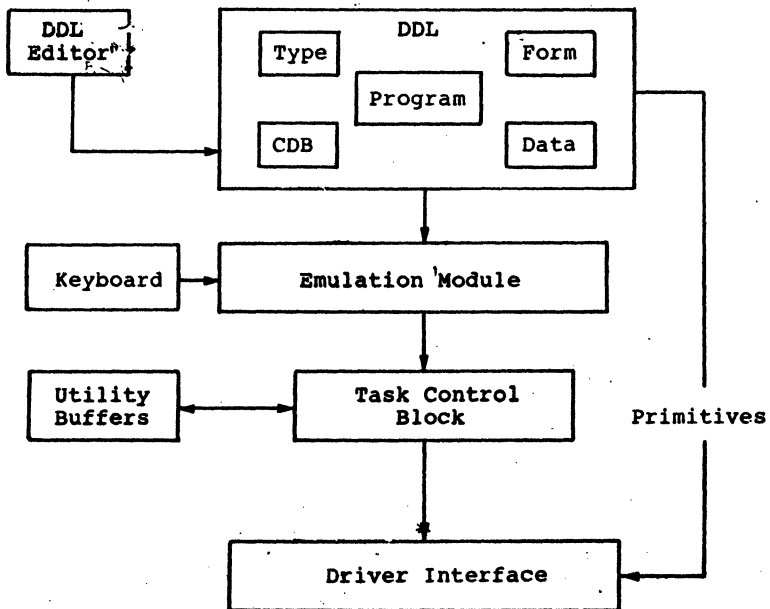 DDL
Editor
DDL
Type
Form
Program
CDB
Data
Keyboard
Emulation Module
Utility
Buffers
Task Control
Block
Primitives
Driver Interface